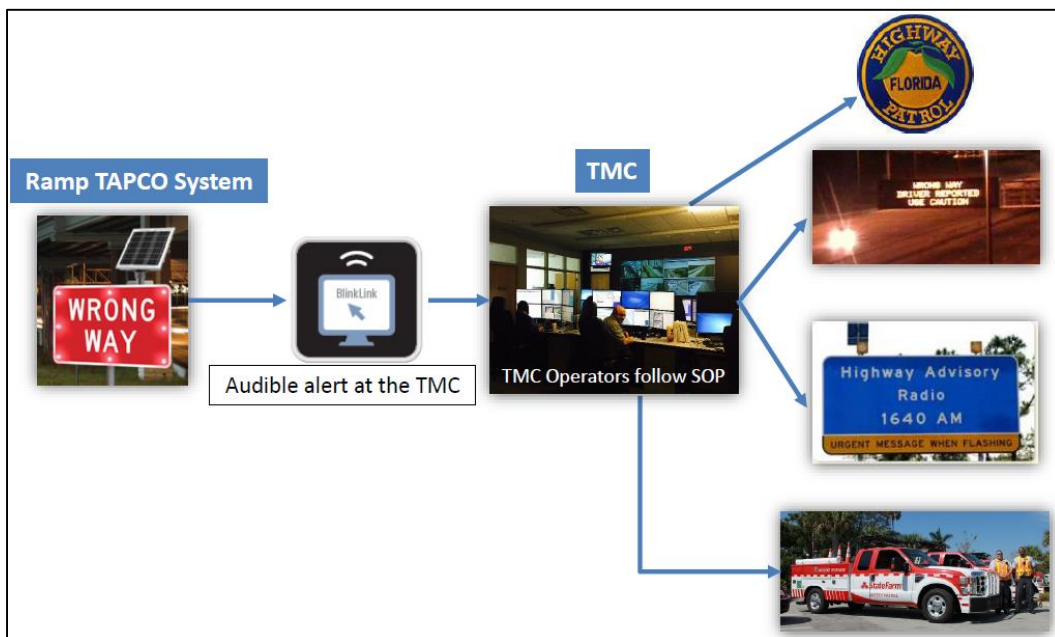 HIGHWAY
FLORIDA
PATROL
WRONG WAY
DRIVER REPORTED
USE CAUTION
TMC
Ramp TAPCO System
WRONG
WAY
BlinkLink
Audible alert at the TMC
TMC Operators follow SOP
Highway Advisory
Radio
1640 AM
URGENT MESSAGE WHEN FLASHING
StateFarm